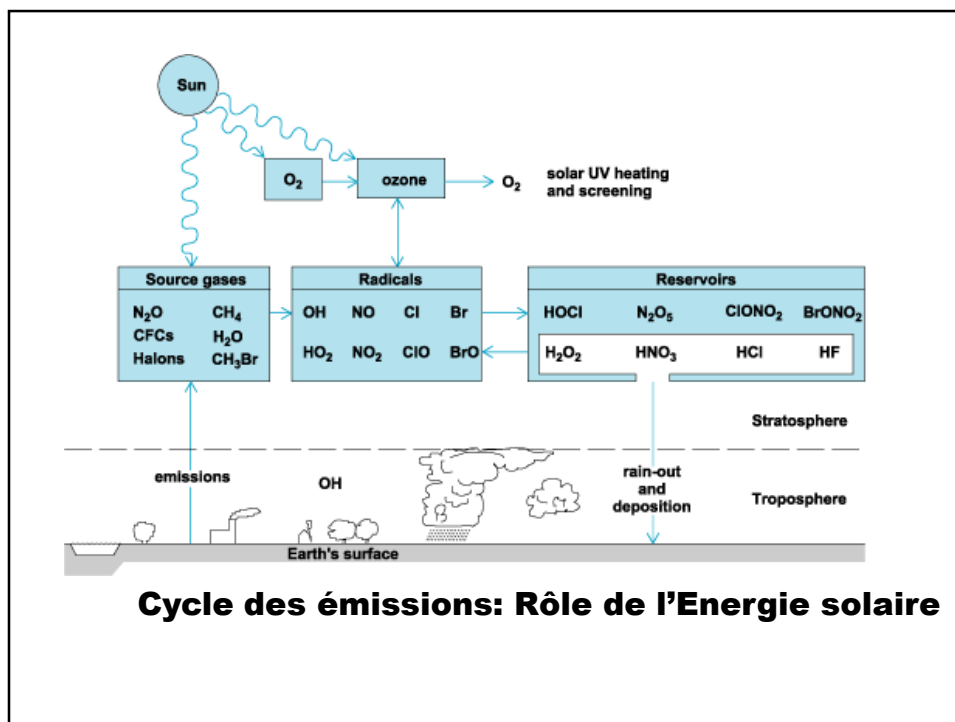 Sun
O₂
ozone
O₂
solar UV heating
and screening
Source gases
N₂O CH₄
CFCs H₂O
Halons CH₃Br
Radicals
OH NO Cl Br
HO₂ NO₂ ClO BrO
Reservoirs
HOCl N₂O₅ ClONO₂ BrONO₂
H₂O₂ HNO₃ HCl HF
Stratosphere
emissions
OH
rain-out
and
deposition
Troposphere
Earth's surface
Cycle des émissions: Rôle de l’Energie solaire